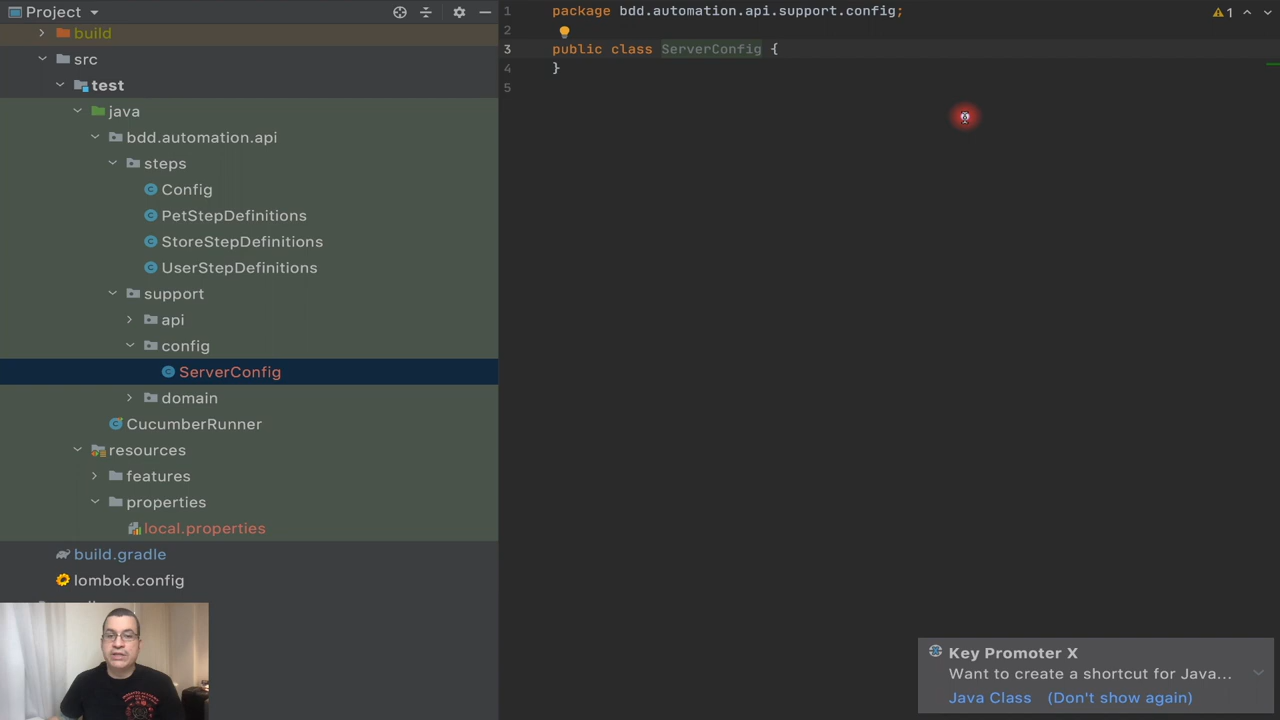 Project
build
src
test
java
bdd.automation.api
steps
Config
PetStepDefinitions
StoreStepDefinitions
UserStepDefinitions
support
api
config
ServerConfig
domain
CucumberRunner
resources
features
properties
local.properties
build.gradle
lombok.config
1 package bdd.automation.api.support.config;
2
3 public class ServerConfig {
4 }
5
1
Key Promoter X
Want to create a shortcut for Java...
Java Class (Don't show again)